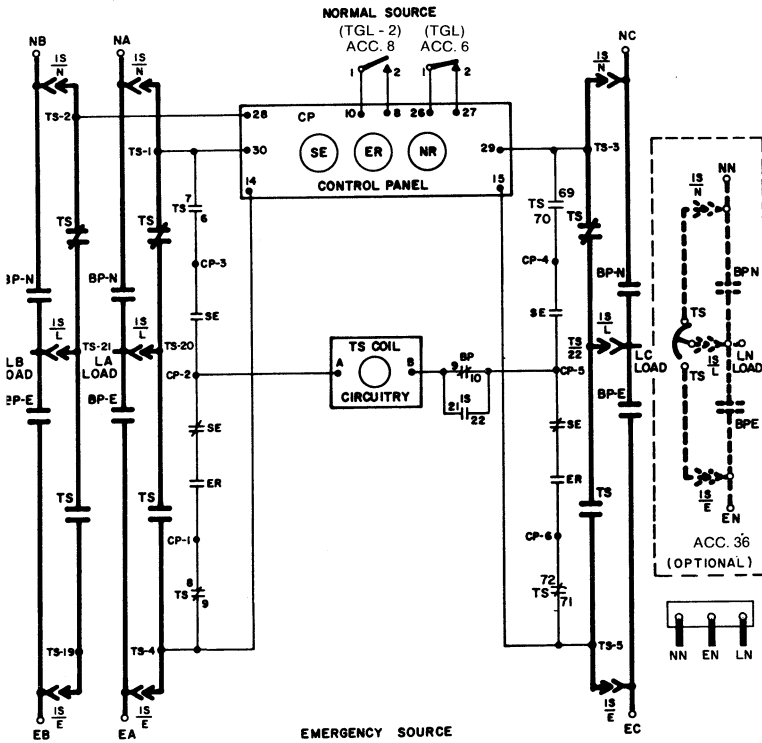 NORMAL SOURCE
(TGL - 2) (TGL)
ACC. 8 ACC. 6
NB NA NC
IS/N IS/N IS/N
1 2 1 2
TS-2 28 CP 10 8 26 27
TS-1 30 SE ER NR 29 TS-3
14 CONTROL PANEL 15
7 TS 6
69 TS 70
TS TS TS
CP-3 CP-4
BP-N BP-N BP-N
SE SE
IS/L IS/L IS/L
LB LOAD TS-21 LA LOAD TS-20
TS COIL CIRCUITRY
A B
9 BP 10
21 IS 22
CP-2 CP-5
TS/22 LC LOAD
BP-E BP-E BP-E
SE SE
ER ER
TS TS TS
CP-1 CP-6
8 TS 9
72 TS 71
TS-19 TS-4 TS-5
IS/E IS/E IS/E
EB EA EC
EMERGENCY SOURCE
NN
IS/N
BPN
TS
IS/L
LN LOAD
TS
BPE
IS/E
EN
ACC. 36
(OPTIONAL)
NN EN LN